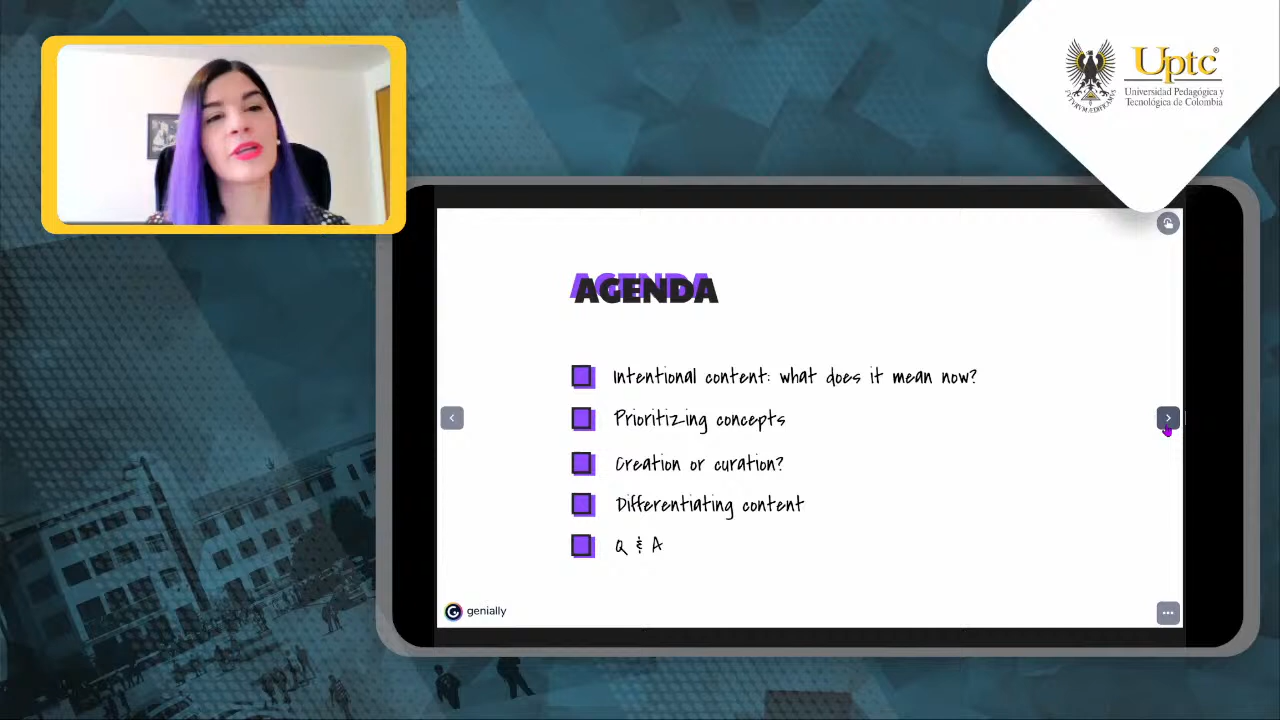 Uptc®
Universidad Pedagógica y
Tecnológica de Colombia
AGENDA
Intentional content: what does it mean now?
Prioritizing concepts
Creation or curation?
Differentiating content
Q & A
genially